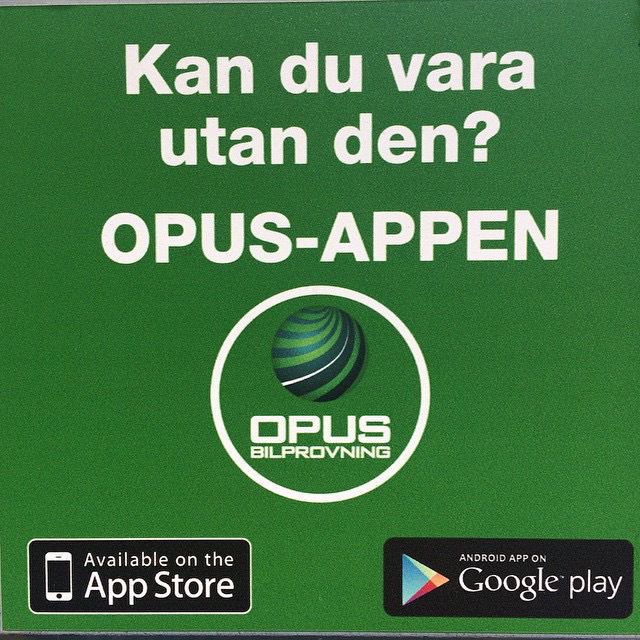 Kan du vara
utan den?
OPUS-APPEN
OPUS
BILPROVNING
Available on the
App Store
ANDROID APP ON
Google play